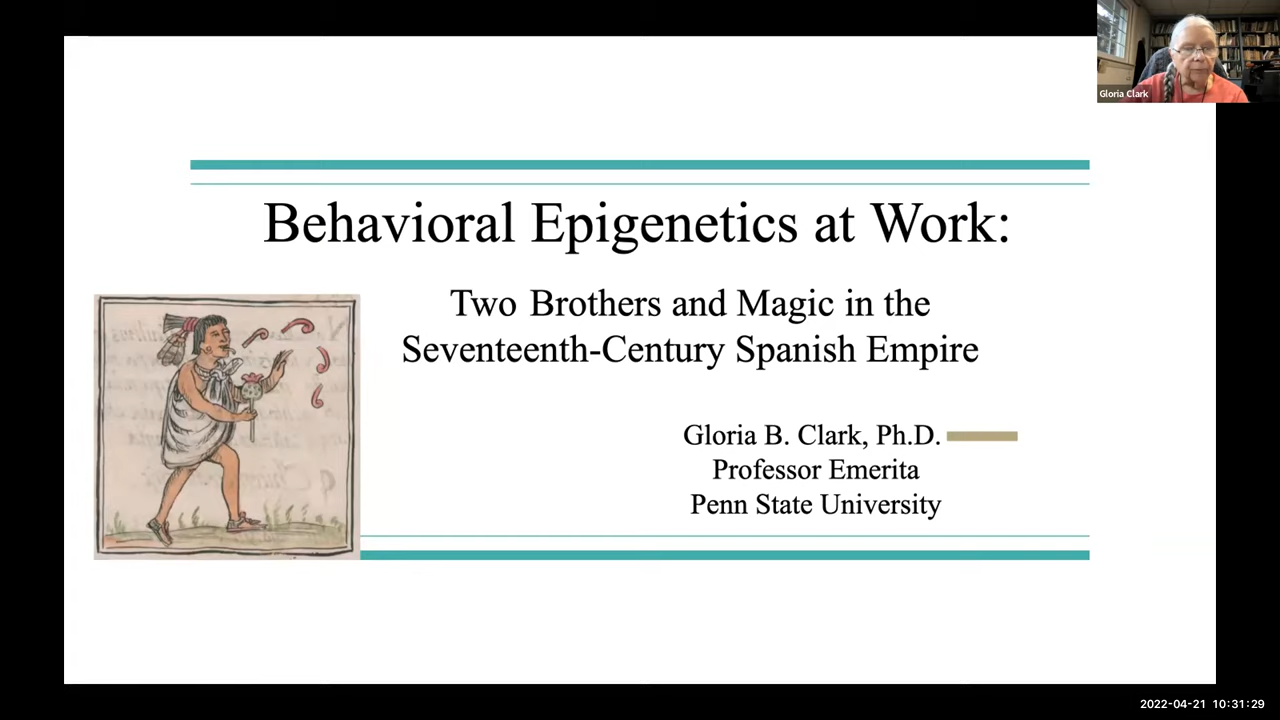 Gloria Clark
Behavioral Epigenetics at Work:
Two Brothers and Magic in the
Seventeenth-Century Spanish Empire
Gloria B. Clark, Ph.D.
Professor Emerita
Penn State University
2022-04-21 10:31:29